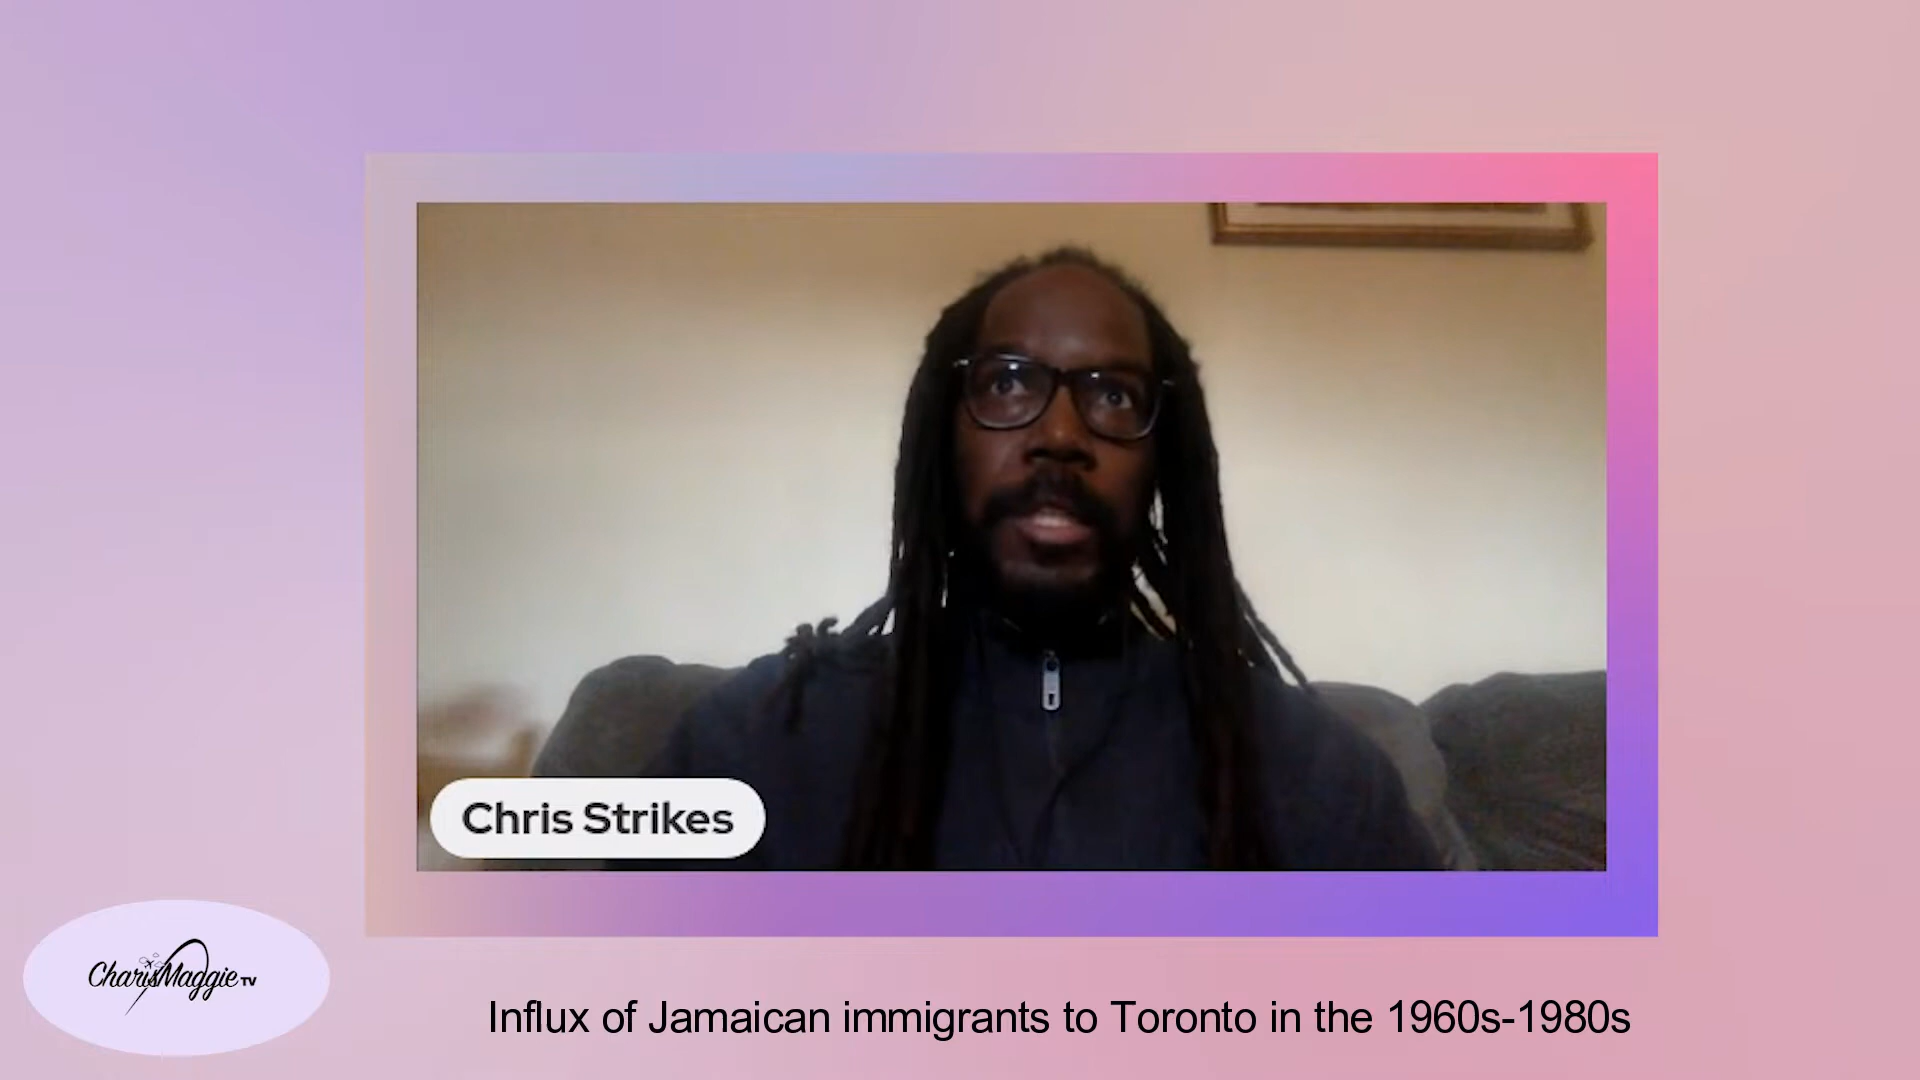 Chris Strikes
CharisMaggie TV
Influx of Jamaican immigrants to Toronto in the 1960s-1980s